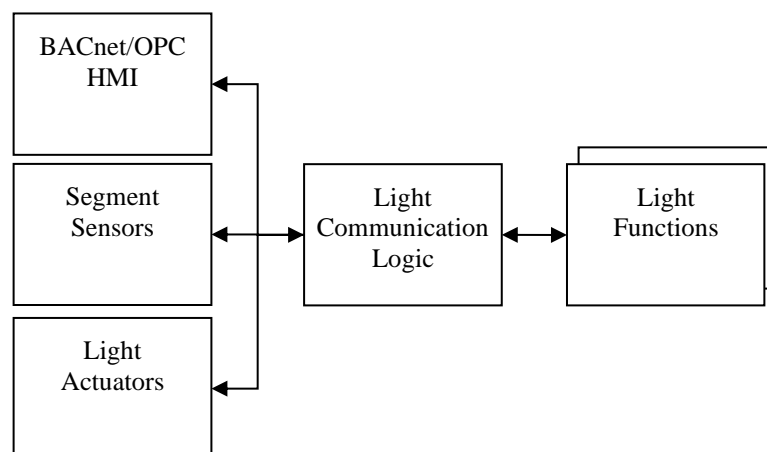 BACnet/OPC
HMI
Segment
Sensors
Light
Actuators
Light
Communication
Logic
Light
Functions